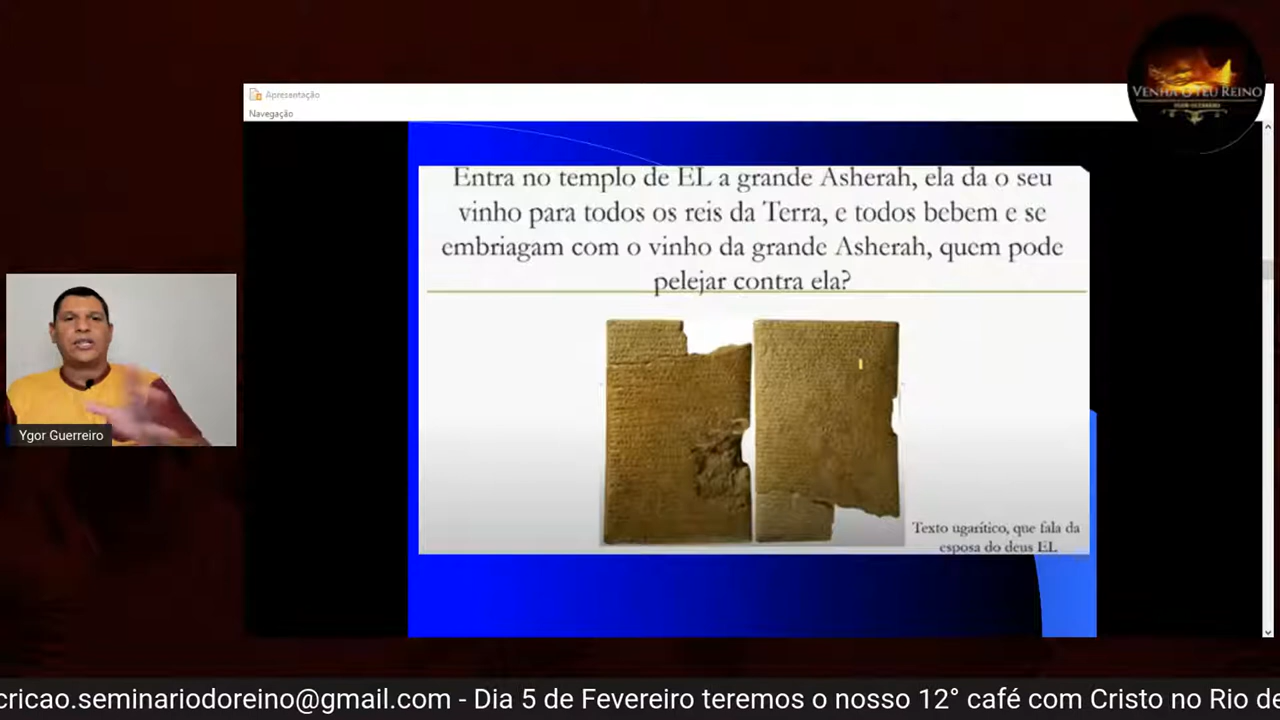 Apresentação
Navegação
VENHA O TEU REINO
YGOR GUERREIRO
Entra no templo de EL a grande Asherah, ela da o seu
vinho para todos os reis da Terra, e todos bebem e se
embriagam com o vinho da grande Asherah, quem pode
pelejar contra ela?
Texto ugarítico, que fala da
esposa do deus EL
Ygor Guerreiro
cricao.seminariodoreino@gmail.com - Dia 5 de Fevereiro teremos o nosso 12° café com Cristo no Rio de